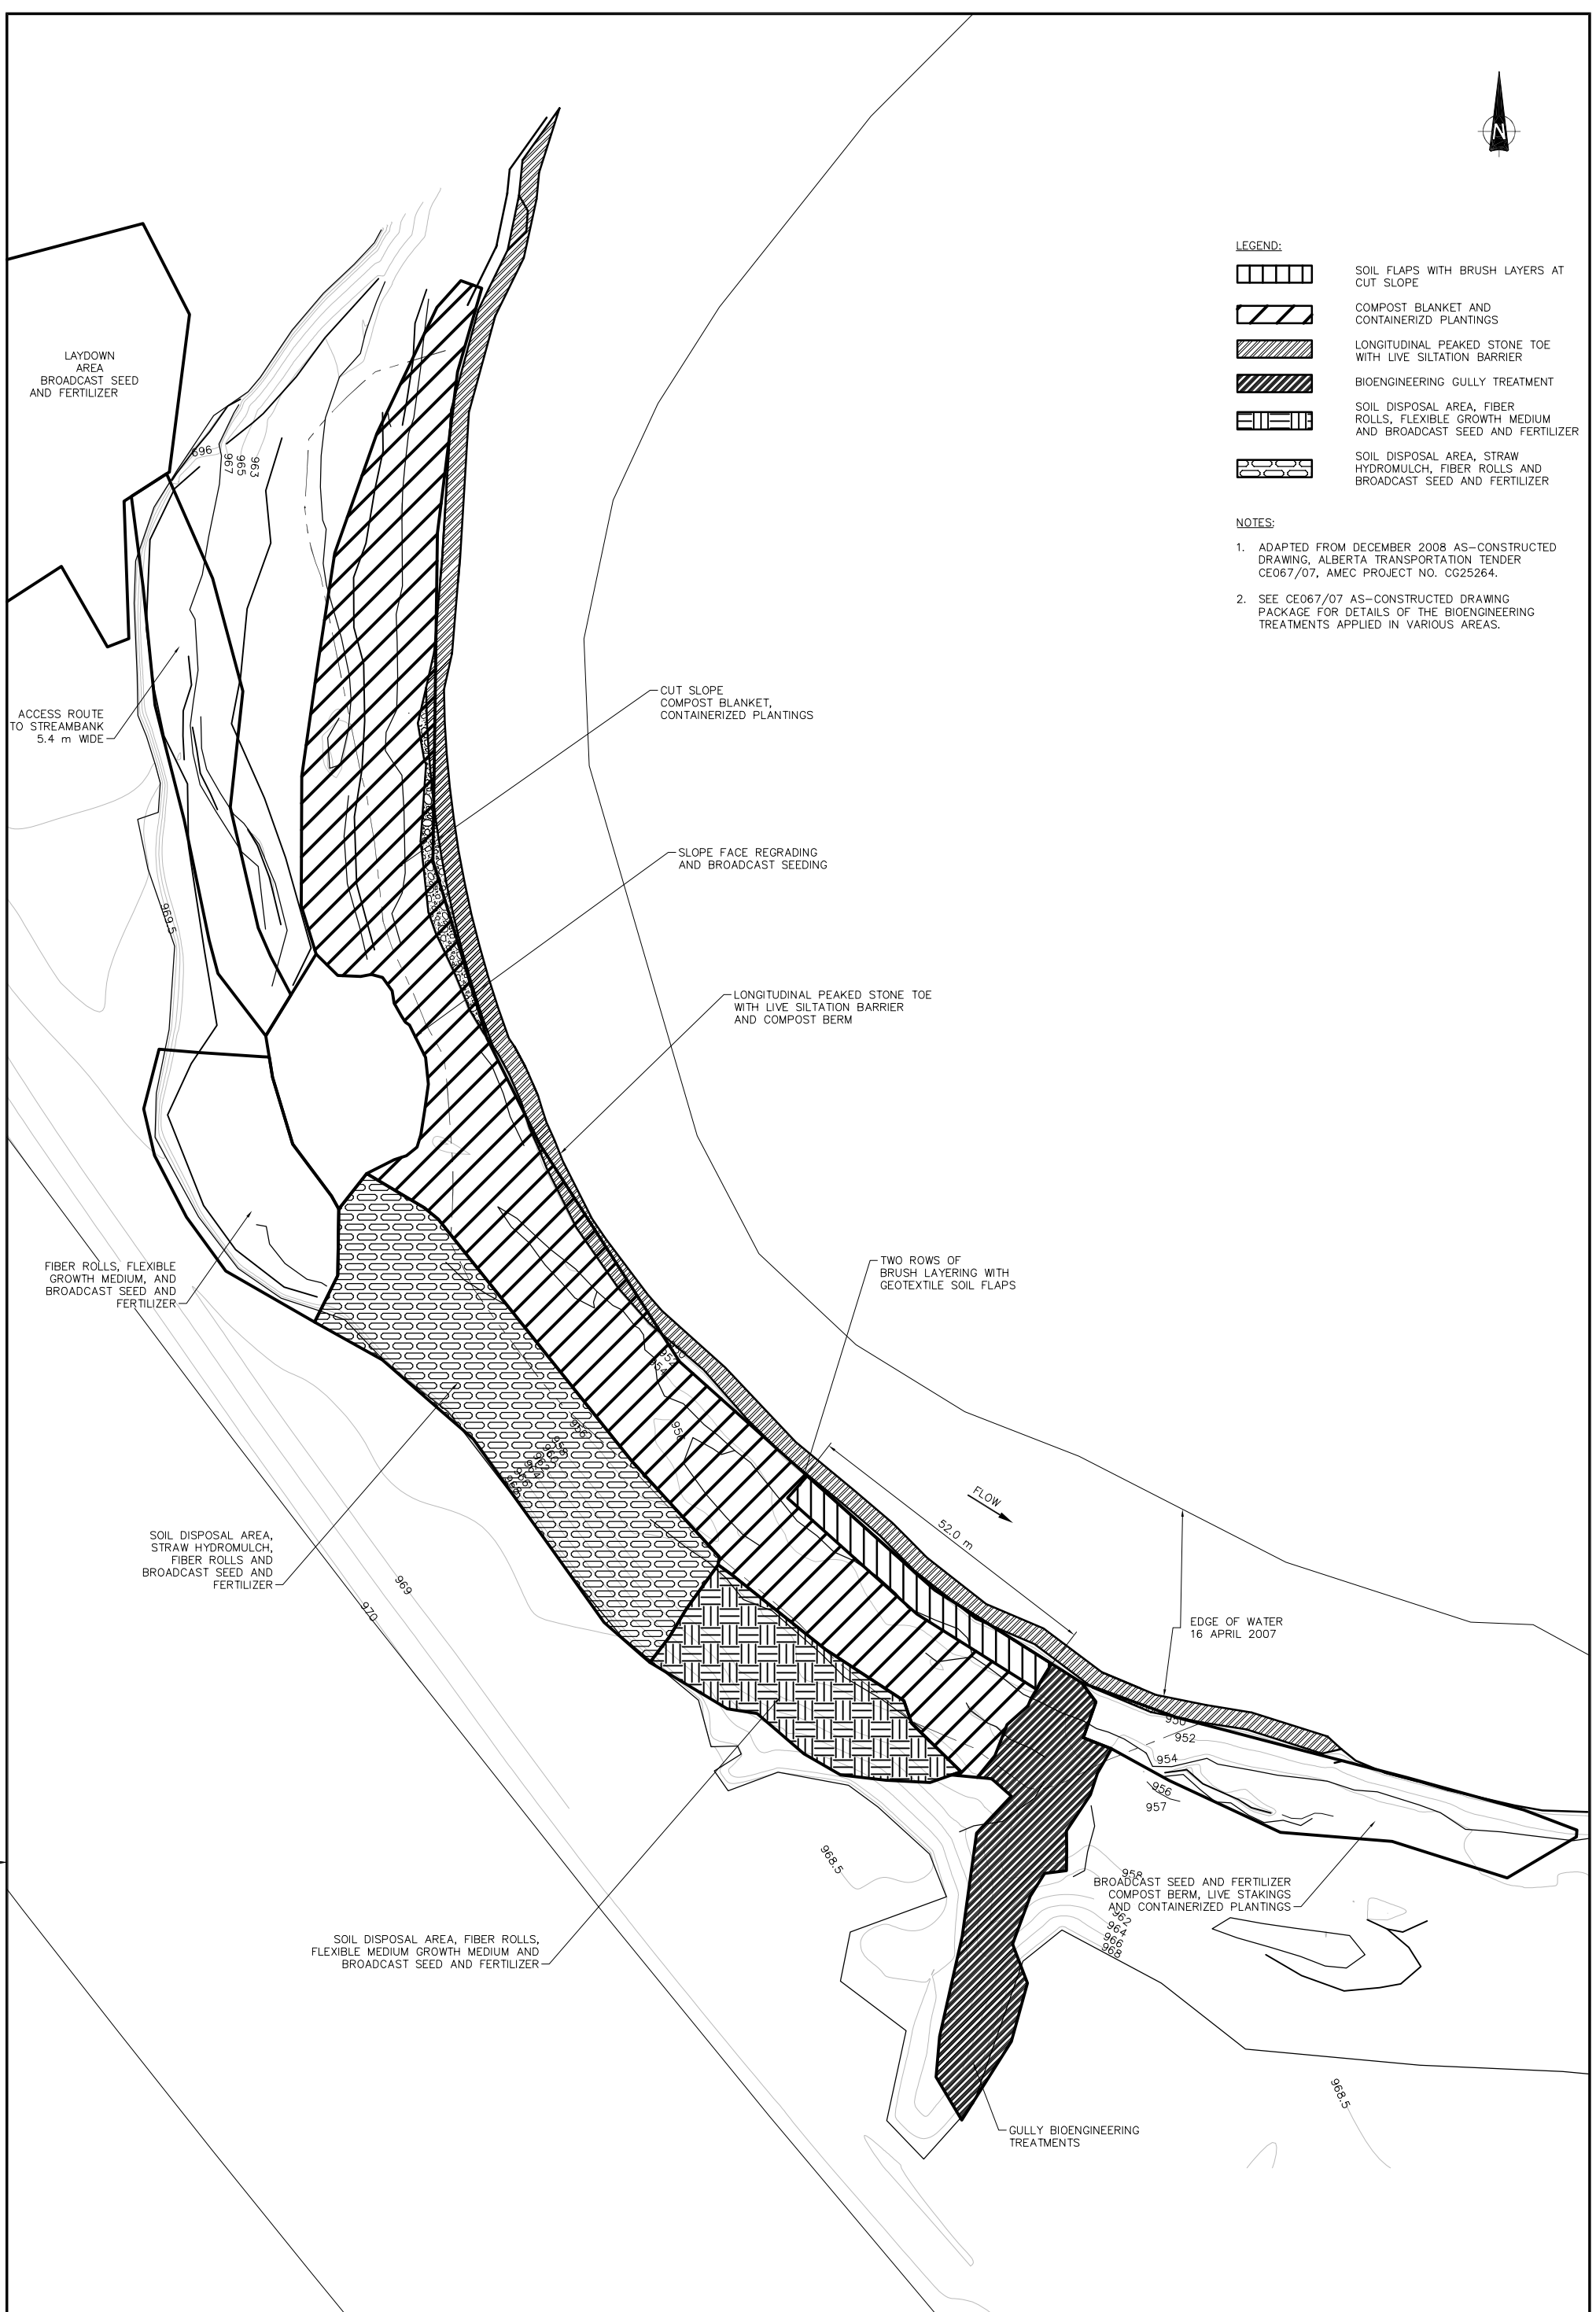 N
LEGEND:
SOIL FLAPS WITH BRUSH LAYERS AT
CUT SLOPE
COMPOST BLANKET AND
CONTAINERIZD PLANTINGS
LONGITUDINAL PEAKED STONE TOE
WITH LIVE SILTATION BARRIER
BIOENGINEERING GULLY TREATMENT
SOIL DISPOSAL AREA, FIBER
ROLLS, FLEXIBLE GROWTH MEDIUM
AND BROADCAST SEED AND FERTILIZER
SOIL DISPOSAL AREA, STRAW
HYDROMULCH, FIBER ROLLS AND
BROADCAST SEED AND FERTILIZER
NOTES:
1. ADAPTED FROM DECEMBER 2008 AS-CONSTRUCTED
DRAWING, ALBERTA TRANSPORTATION TENDER
CE067/07, AMEC PROJECT NO. CG25264.
2. SEE CE067/07 AS-CONSTRUCTED DRAWING
PACKAGE FOR DETAILS OF THE BIOENGINEERING
TREATMENTS APPLIED IN VARIOUS AREAS.
LAYDOWN
AREA
BROADCAST SEED
AND FERTILIZER
969
967
965
963
ACCESS ROUTE
TO STREAMBANK
5.4 m WIDE
CUT SLOPE
COMPOST BLANKET,
CONTAINERIZED PLANTINGS
SLOPE FACE REGRADING
AND BROADCAST SEEDING
969.5
LONGITUDINAL PEAKED STONE TOE
WITH LIVE SILTATION BARRIER
AND COMPOST BERM
FIBER ROLLS, FLEXIBLE
GROWTH MEDIUM, AND
BROADCAST SEED AND
FERTILIZER
TWO ROWS OF
BRUSH LAYERING WITH
GEOTEXTILE SOIL FLAPS
952
954
956
956
958
960
962
964
966
968
FLOW
52.0 m
SOIL DISPOSAL AREA,
STRAW HYDROMULCH,
FIBER ROLLS AND
BROADCAST SEED AND
FERTILIZER
969
970
EDGE OF WATER
16 APRIL 2007
950
952
954
956
957
968.5
958
BROADCAST SEED AND FERTILIZER
COMPOST BERM, LIVE STAKINGS
AND CONTAINERIZED PLANTINGS
962
964
966
968
SOIL DISPOSAL AREA, FIBER ROLLS,
FLEXIBLE MEDIUM GROWTH MEDIUM AND
BROADCAST SEED AND FERTILIZER
968.5
GULLY BIOENGINEERING
TREATMENTS